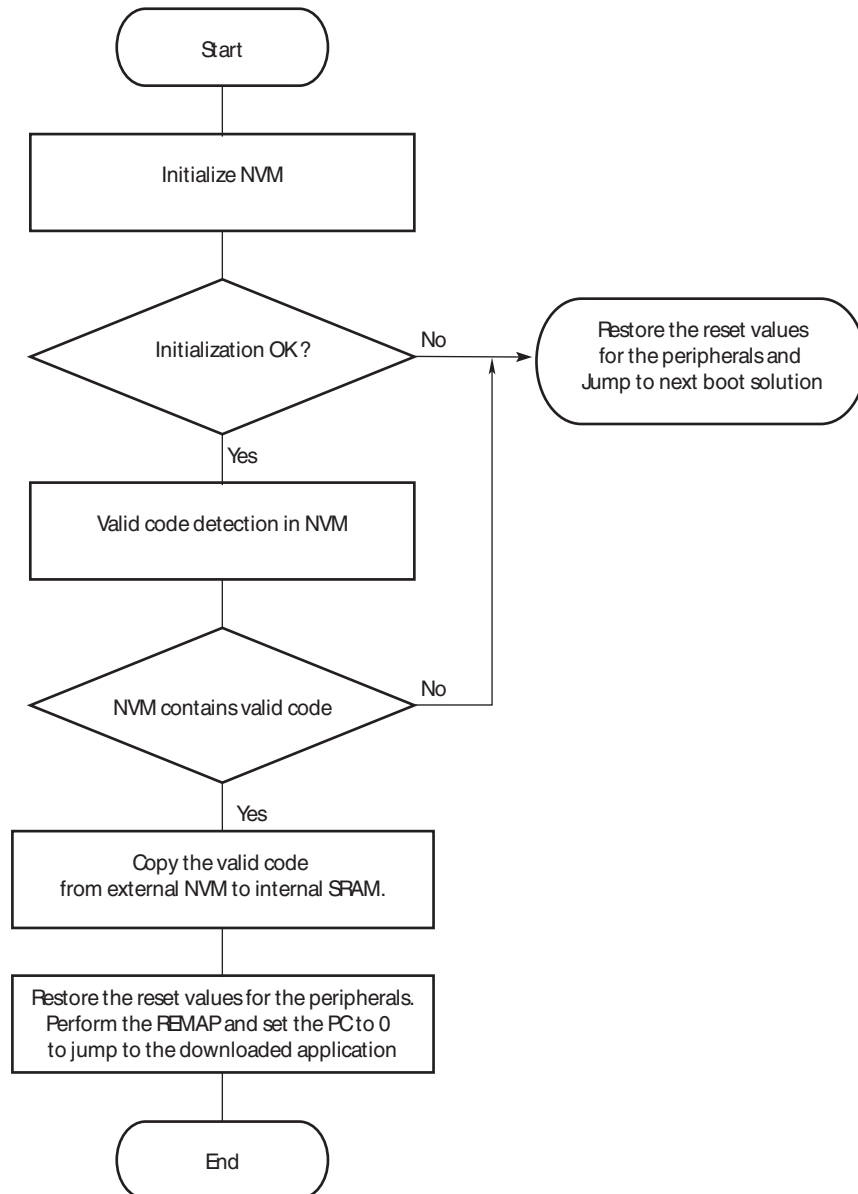 Start
Initialize NVM
Initialization OK ?
No
Restore the reset values
for the peripherals and
Jump to next boot solution
Yes
Valid code detection in NVM
NVM contains valid code
No
Yes
Copy the valid code
from external NVM to internal SRAM.
Restore the reset values for the peripherals.
Perform the REMAP and set the PC to 0
to jump to the downloaded application
End